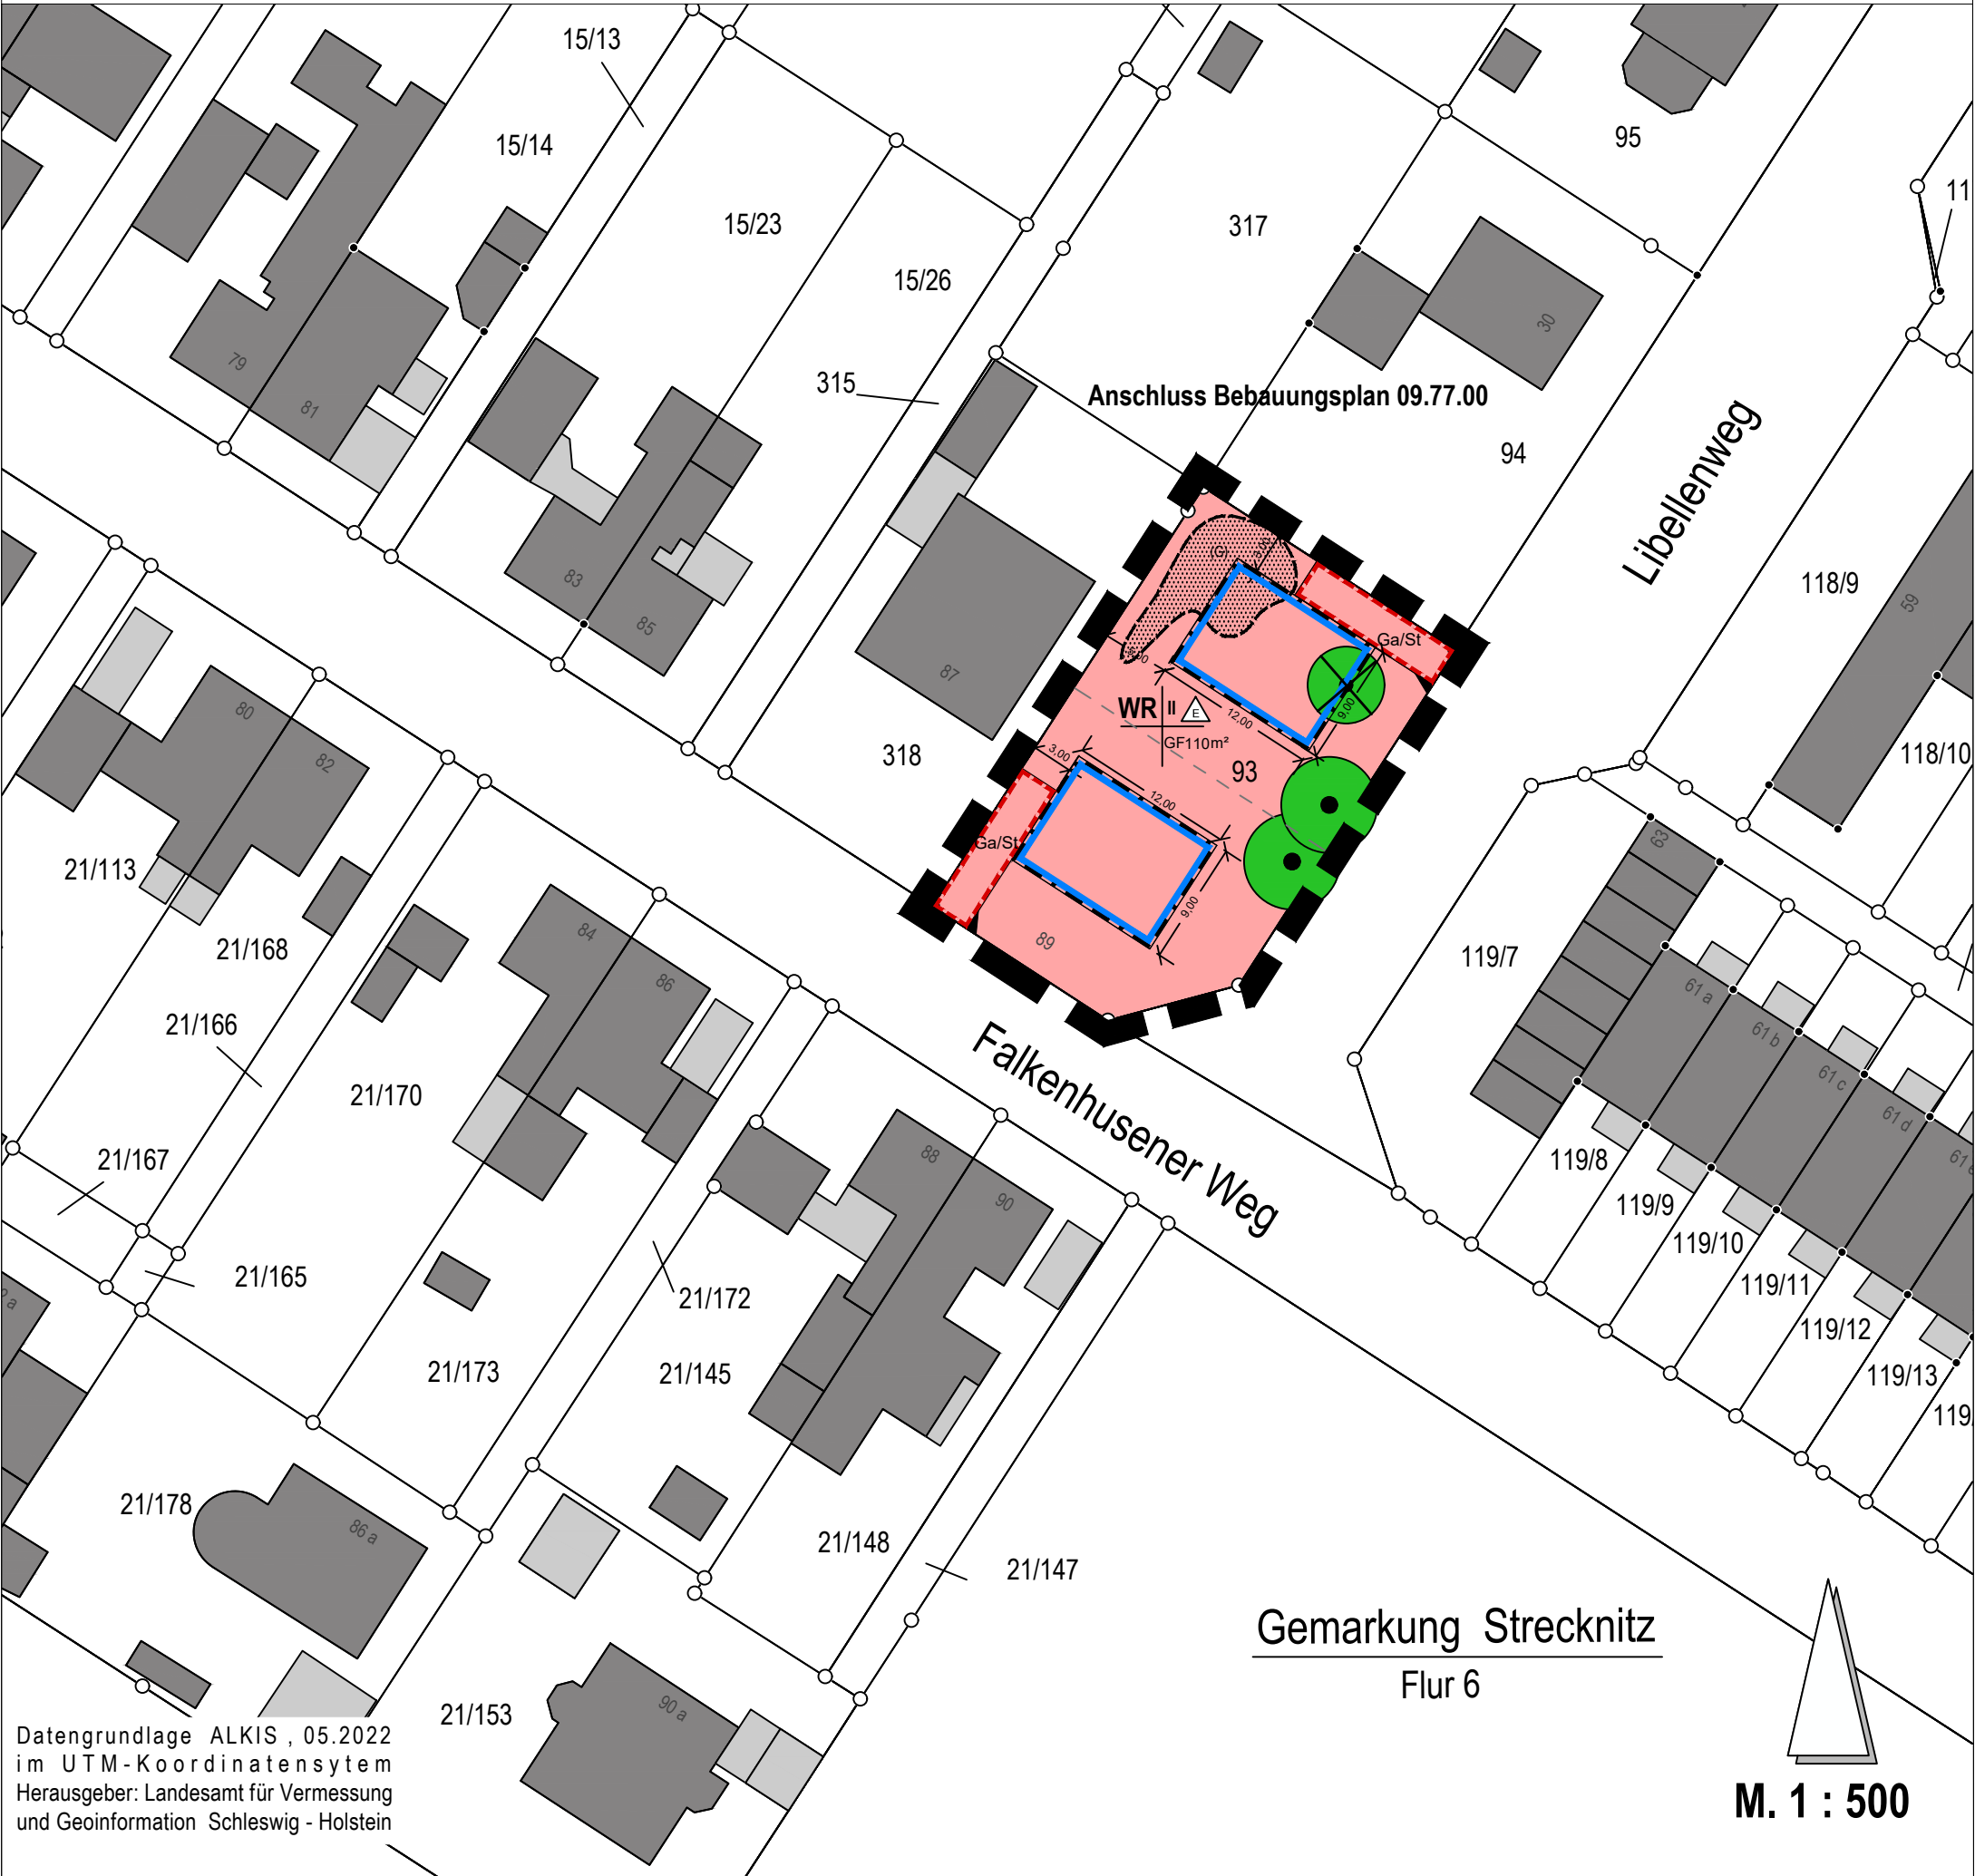 15/13
15/14
95
11
15/23
317
15/26
30
79
315
Anschluss Bebauungsplan 09.77.00
81
94
Libellenweg
(G)
3,00
118/9
59
83
85
Ga/St
87
WR
II
E
12,00
9,00
80
82
GF110m²
93
318
3,00
12,00
118/10
63
Ga/St
21/113
9,00
84
89
21/168
119/7
86
61 a
21/166
61 b
Falkenhusener Weg
21/170
61 c
61 d
88
21/167
119/8
61 e
90
119/9
119/10
21/165
119/11
21/172
119/12
21/173
21/145
119/13
119/
21/178
86 a
21/148
21/147
Gemarkung Strecknitz
Flur 6
21/153
90 a
Datengrundlage ALKIS , 05.2022
im UTM-Koordinatensytem
Herausgeber: Landesamt für Vermessung
und Geoinformation Schleswig - Holstein
M. 1 : 500